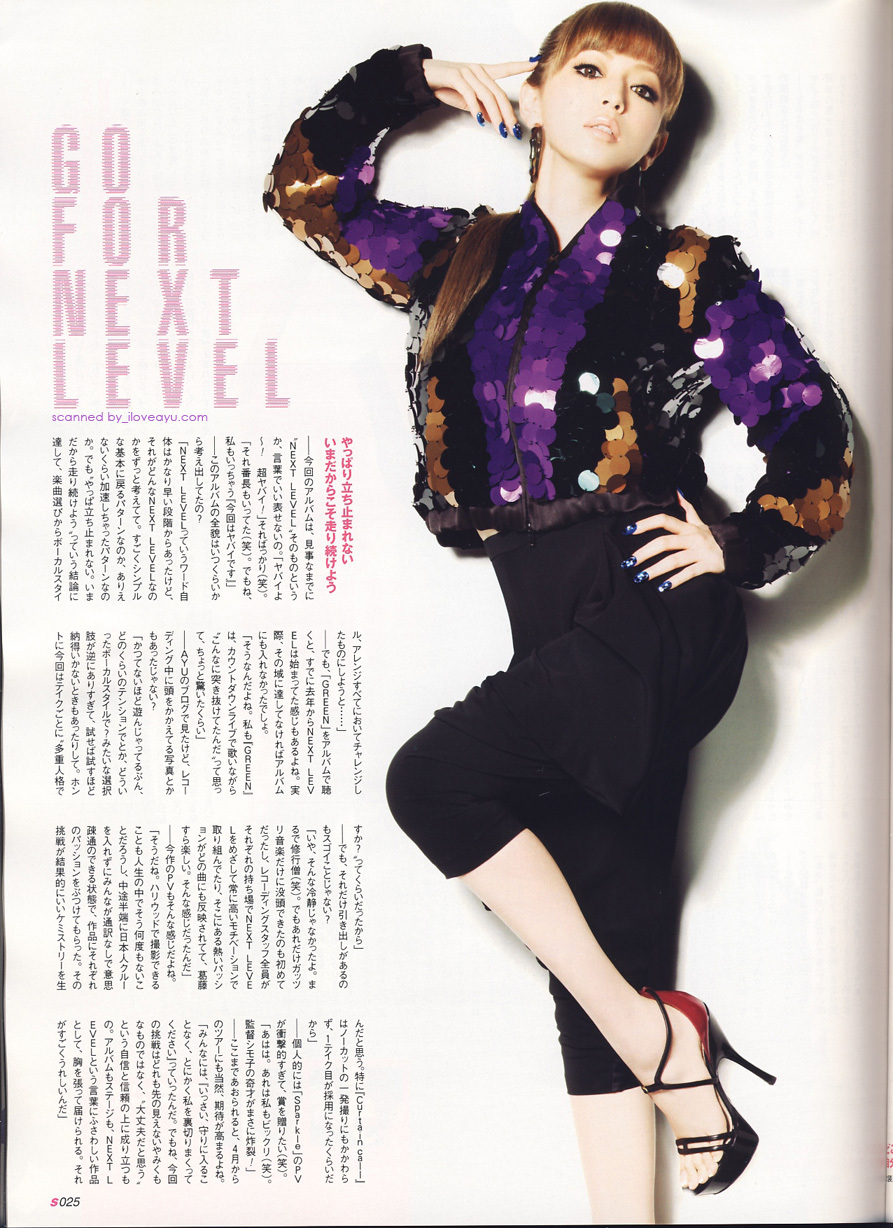 GO
FOR
NEXT
LEVEL
scanned by_iloveayu.com
やっぱり立ち止まれない
いまだからこそ走り続けよう
──今回のアルバムは、見事なまでに
“NEXT LEVEL”そのものという
か、言葉でいい表せないの。「ヤバイよ
〜! 超ヤバイ!」そればっかり(笑)。
「それ番長もいってた(笑)。でもね、
私もいっちゃう『今回はヤバイです』」
──このアルバムの全貌はいつくらいか
ら考え出してたの?
「NEXT LEVELっていうワード自
体はかなり早い段階からあったけど、
それがどんなNEXT LEVELなの
かをずっと考えてて。すごくシンプル
な基本に戻るパターンなのか、ありえ
ないくらい加速しちゃったパターンなの
か。でも、“やっぱ立ち止まれない。いま
だから走り続けよう”っていう結論に
達して、楽曲選びからボーカルスタイ
ル、アレンジすべてにおいてチャレンジし
たものにしようと……」
──でも、「GREEN」をアルバムで聴
くと、すでに去年からNEXT LEV
ELは始まってた感じもあるよね。実
際、その域に達してなければアルバム
にも入れなかったでしょ。
「そうなんだよね。私も『GREEN』
は、カウントダウンライブで歌いながら
“こんなに突き抜けてたんだ”って思っ
て、ちょっと驚いたくらい」
──AYUのブログで見たけど、レコー
ディング中に頭をかかえてる写真とか
もあったじゃない?
「かつてないほど遊んじゃってるぶん、
どのくらいのテンションでとか、どうい
ったボーカルスタイルで?みたいな選択
肢が逆にありすぎて、試せば試すほど
納得いかないときもあったりして。ホン
トに今回はテイクごとに“多重人格で
すか?”ってくらいだったから」
──でも、それだけ引き出しがあるの
もスゴイことじゃない?
「いや、そんな冷静じゃなかったよ。ま
るで修行僧(笑)。でもあれだけガッツ
リ音楽だけに没頭できたのも初めて
だったし、レコーディングスタッフ全員が
それぞれの持ち場でNEXT LEVE
Lをめざして常に高いモチベーションで
取り組んでたり、そこにある熱いパッシ
ョンがどの曲にも反映されてて、葛藤
すら楽しい。そんな感じだったんだ」
──今作のPVもそんな感じだよね。
「そうだね。ハリウッドで撮影できる
ことも人生の中でそう何度もないこ
とだろうし、中途半端に日本人クルー
を入れずにみんなが通訳なしで意思
疎通のできる状態で、作品にそれぞれ
のパッションをぶつけてもらった。その
挑戦が結果的にいいケミストリーを生
んだと思う。特に『Curtain call』
はノーカットの一発撮りにもかかわら
ず、1テイク目が採用になったくらいだ
から」
──個人的には「Sparkle」のPV
が衝撃的すぎて、賞を贈りたい(笑)。
「あはは。あれは私もビックリ(笑)。
監督シモ子の奇才がまさに炸裂!」
──ここまであおられると、4月から
のツアーにも当然、期待が高まるよね。
「みんなには、『いっさい、守りに入るこ
となく、とにかく私を裏切りまくって
ください』っていったんだ。でもね、今回
の挑戦はどれも先の見えないやみくも
なものではなく、“大丈夫だと思う”
という自信と信頼の上に成り立つも
の。アルバムもステージも、NEXT L
EVELという言葉にふさわしい作品
として、胸を張って届けられる。それ
がすごくうれしいんだ」
S025